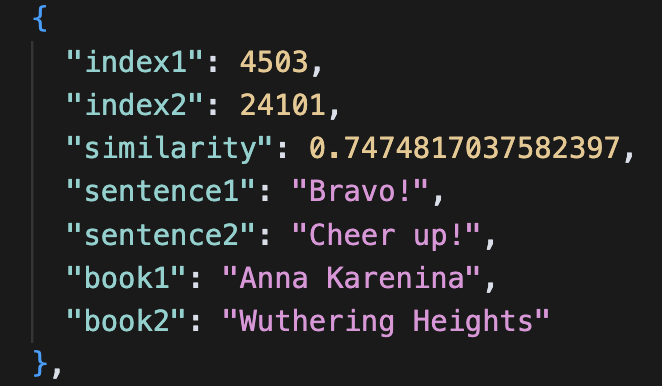 {
"index1": 4503,
"index2": 24101,
"similarity": 0.7474817037582397,
"sentence1": "Bravo!",
"sentence2": "Cheer up!",
"book1": "Anna Karenina",
"book2": "Wuthering Heights"
},